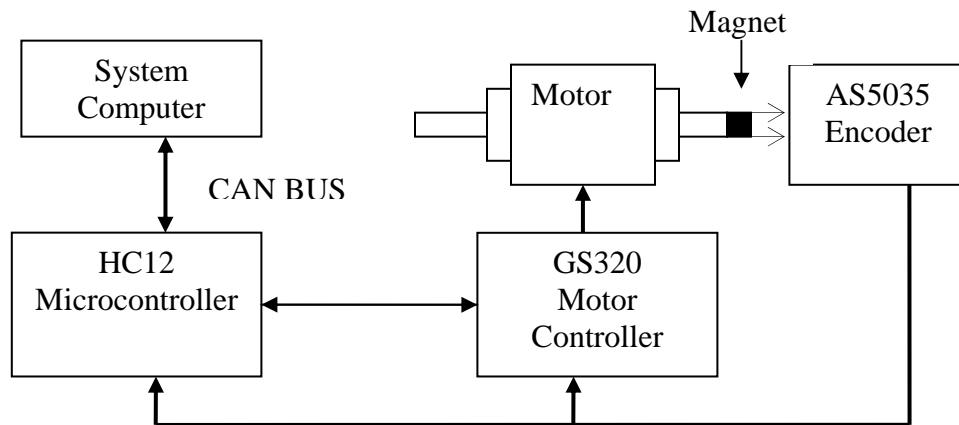 Magnet
System
Computer
Motor
AS5035
Encoder
CAN BUS
HC12
Microcontroller
GS320
Motor
Controller